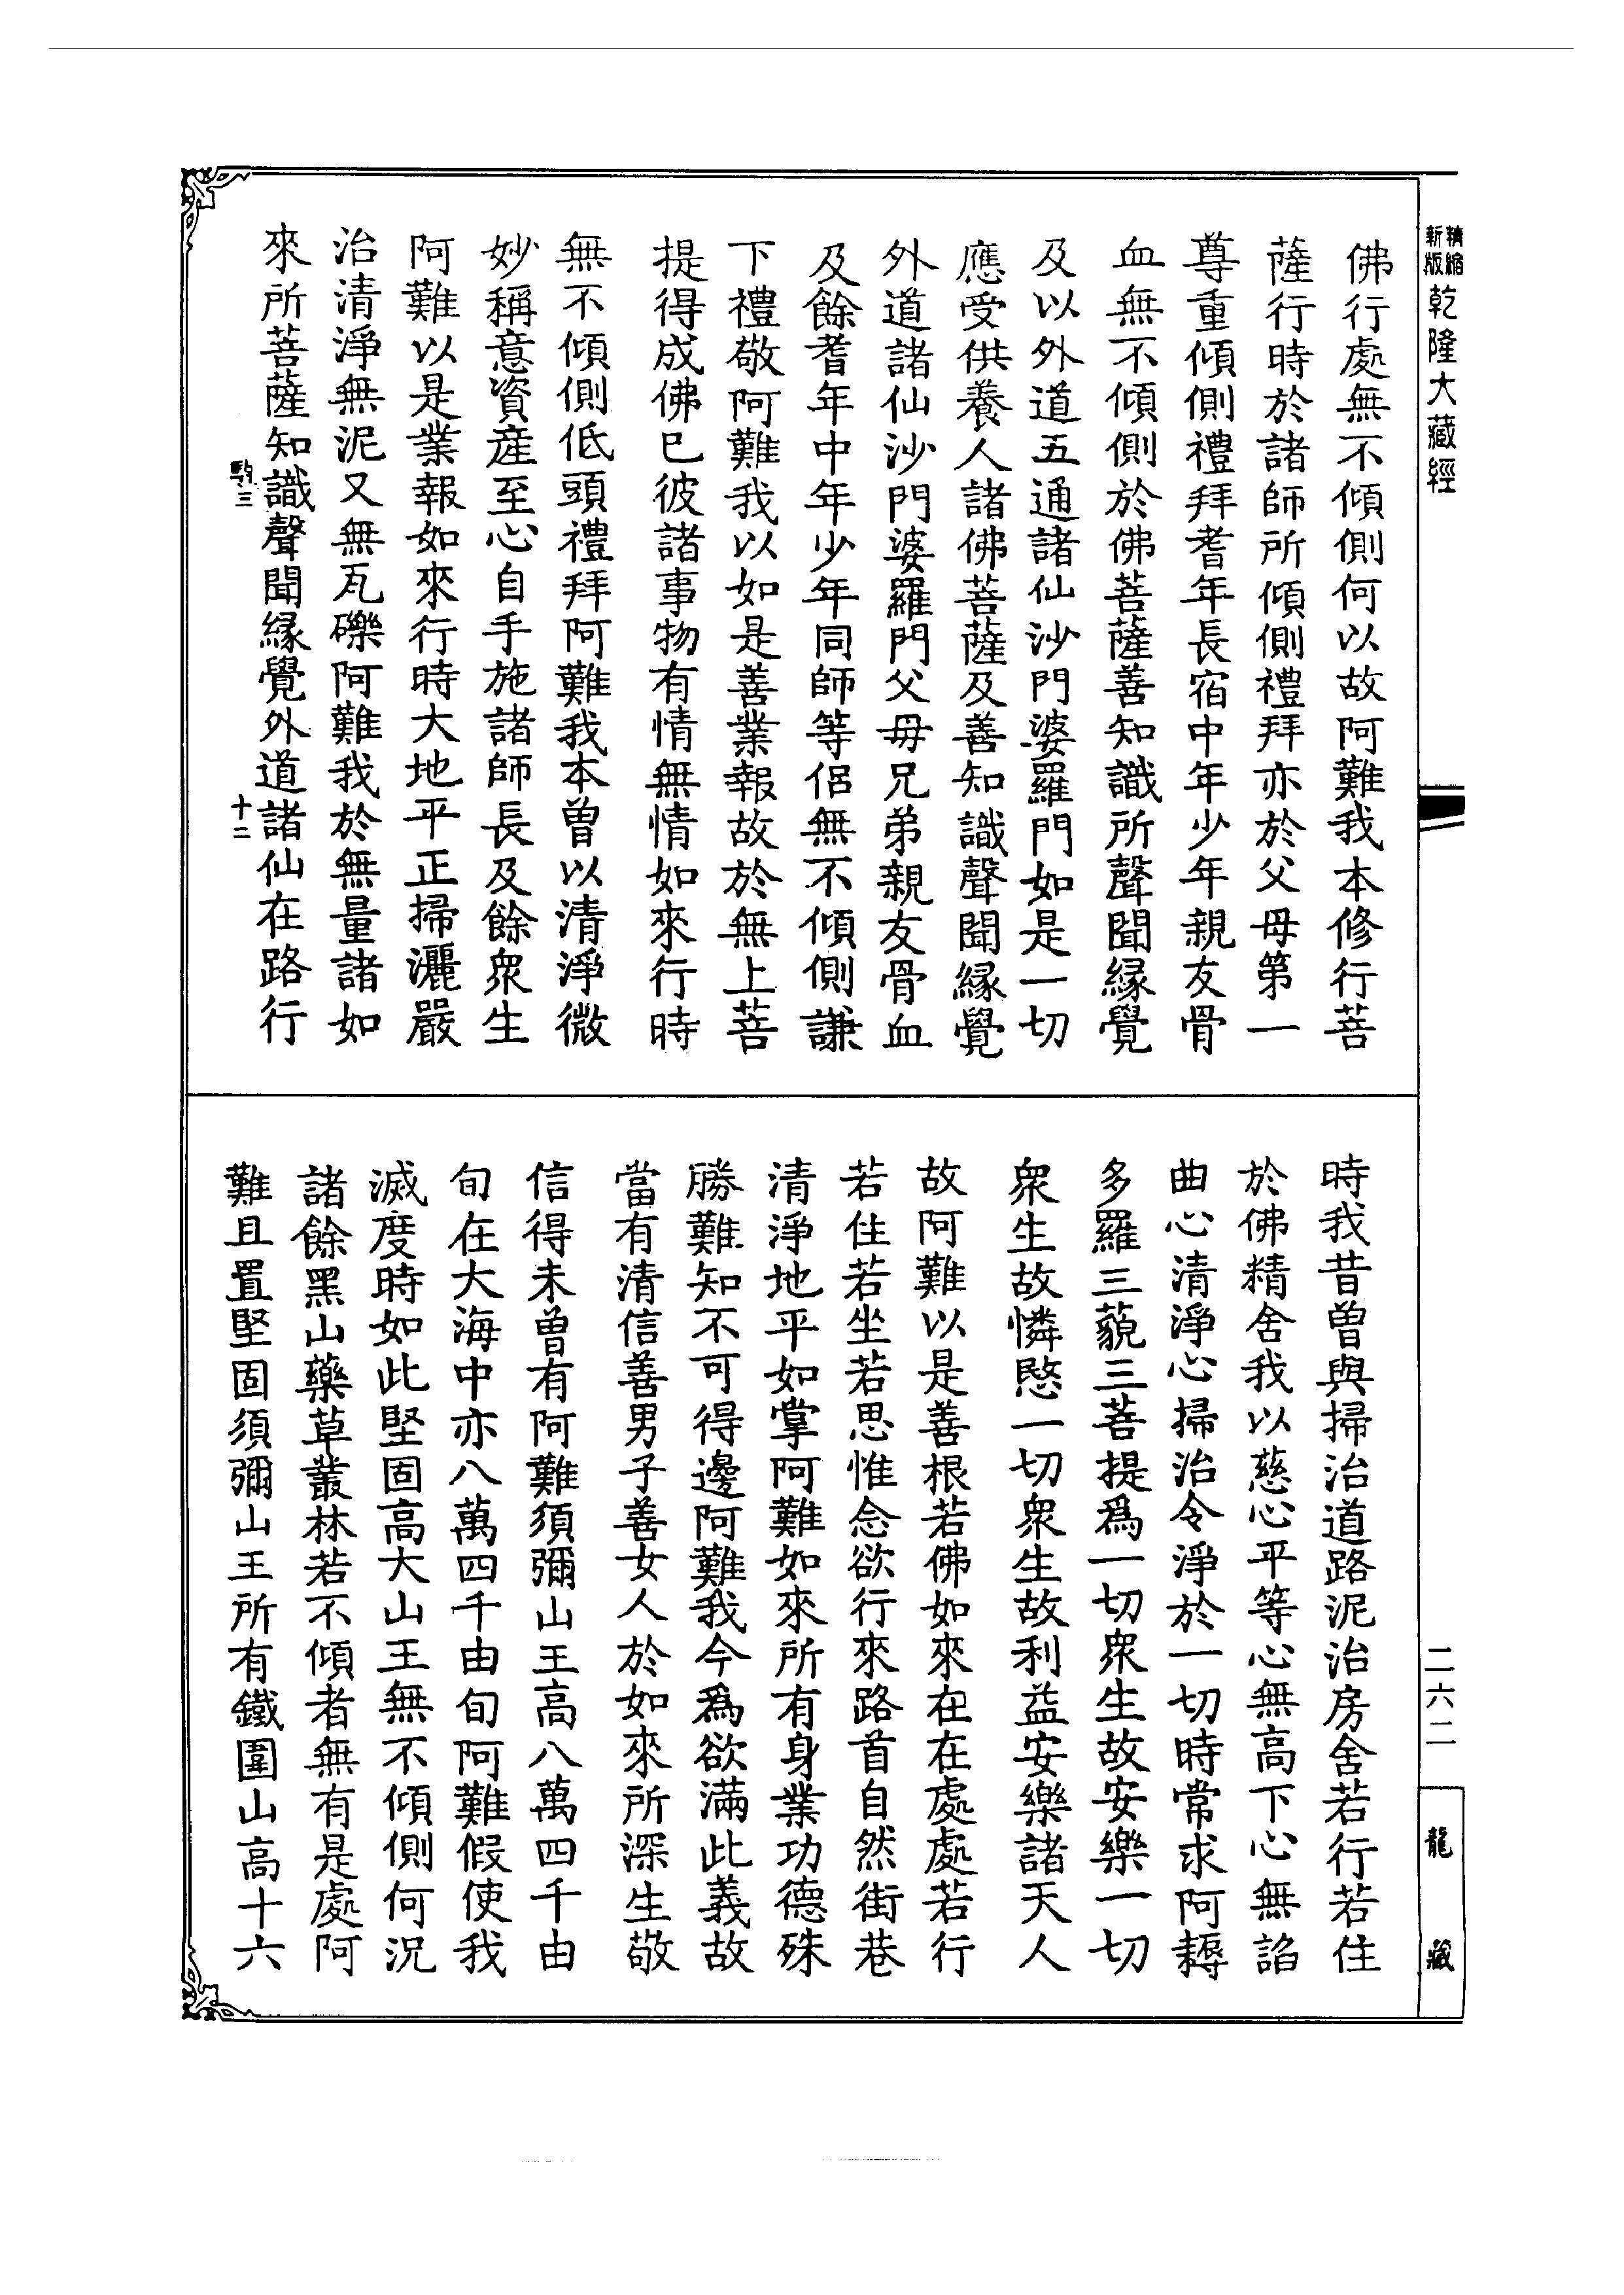 精縮新版乾隆大藏經
佛行處無不傾側何以故阿難我本修行菩
薩行時於諸師所傾側禮拜亦於父母第一
尊重傾側禮拜耆年長宿中年少年親友骨
血無不傾側於佛菩薩善知識所聲聞緣覺
及以外道五通諸仙沙門婆羅門如是一切
應受供養人諸佛菩薩及善知識聲聞緣覺
外道諸仙沙門婆羅門父母兄弟親友骨血
及餘耆年中年少年同師等侶無不傾側謙
下禮敬阿難我以如是善業報故於無上菩
提得成佛已彼諸事物有情無情如來行時
無不傾側低頭禮拜阿難我本曾以清淨微
妙稱意資產至心自手施諸師長及餘衆生
阿難以是業報如來行時大地平正掃灑嚴
治清淨無泥又無瓦礫阿難我於無量諸如
來所菩薩知識聲聞緣覺外道諸仙在路行
三
十二
時我昔曾與掃治道路泥治房舍若行若住
於佛精舍我以慈心平等心無高下心無諂
曲心清淨心掃治令淨於一切時常求阿耨
多羅三藐三菩提爲一切衆生故安樂一切
衆生故憐愍一切衆生故利益安樂諸天人
故阿難以是善根若佛如來在在處處若行
若住若坐若思惟念欲行來路首自然街巷
清淨地平如掌阿難如來所有身業功德殊
勝難知不可得邊阿難我今爲欲滿此義故
當有清信善男子善女人於如來所深生敬
信得未曾有阿難須彌山王高八萬四千由
旬在大海中亦八萬四千由旬阿難假使我
滅度時如此堅固高大山王無不傾側何況
諸餘黑山藥草叢林若不傾者無有是處阿
難且置堅固須彌山王所有鐵圍山高十六
二六二
龍藏